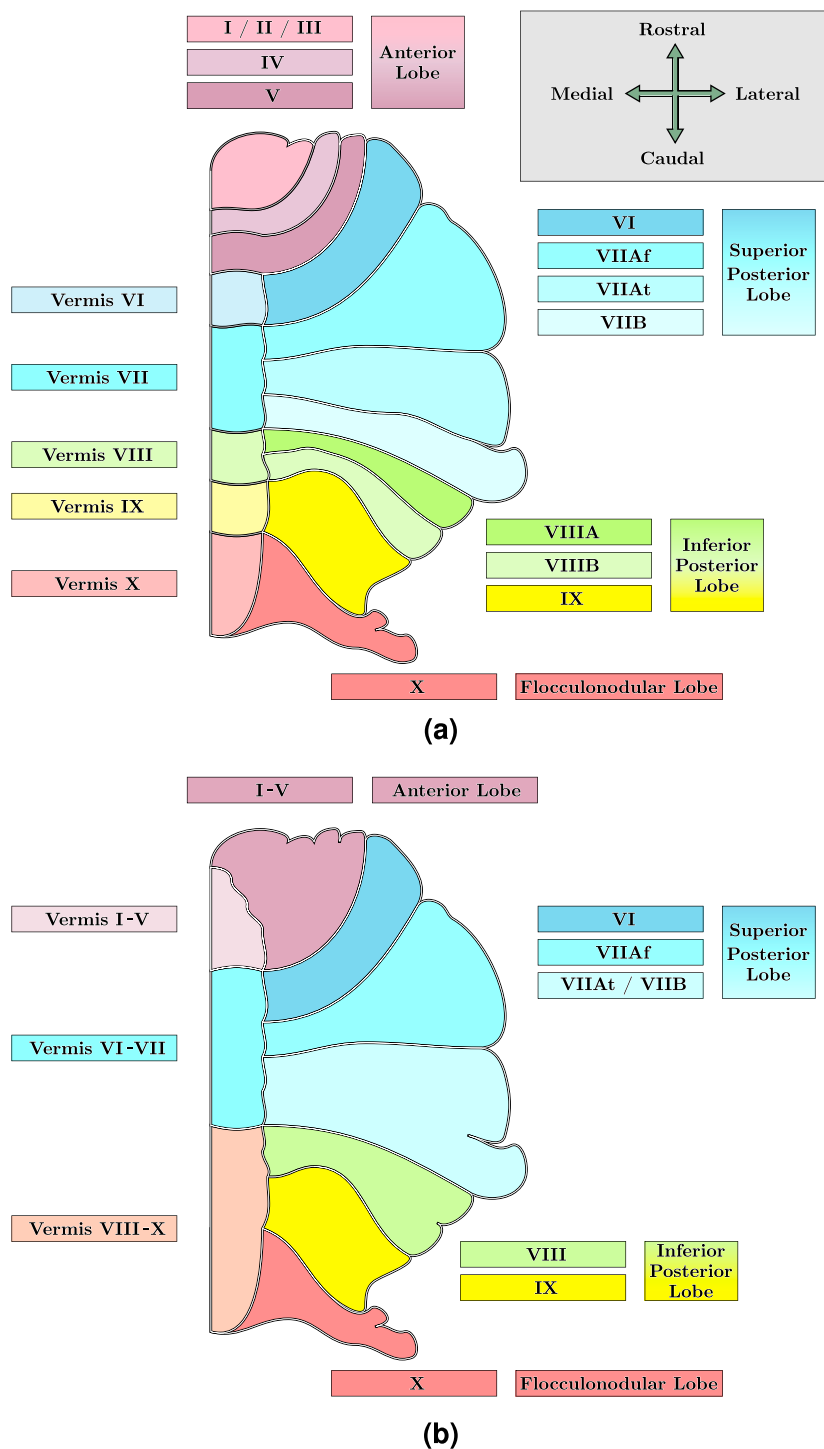 I / II / III
IV
V
Anterior
Lobe
Rostral
Medial
Lateral
Caudal
VI
VIIAf
VIIAt
VIIB
Superior
Posterior
Lobe
Vermis VI
Vermis VII
Vermis VIII
Vermis IX
Vermis X
VIIIA
VIIIB
IX
Inferior
Posterior
Lobe
X
Flocculonodular Lobe
(a)
I-V
Anterior Lobe
Vermis I-V
VI
VIIAf
VIIAt / VIIB
Superior
Posterior
Lobe
Vermis VI-VII
Vermis VIII-X
VIII
IX
Inferior
Posterior
Lobe
X
Flocculonodular Lobe
(b)